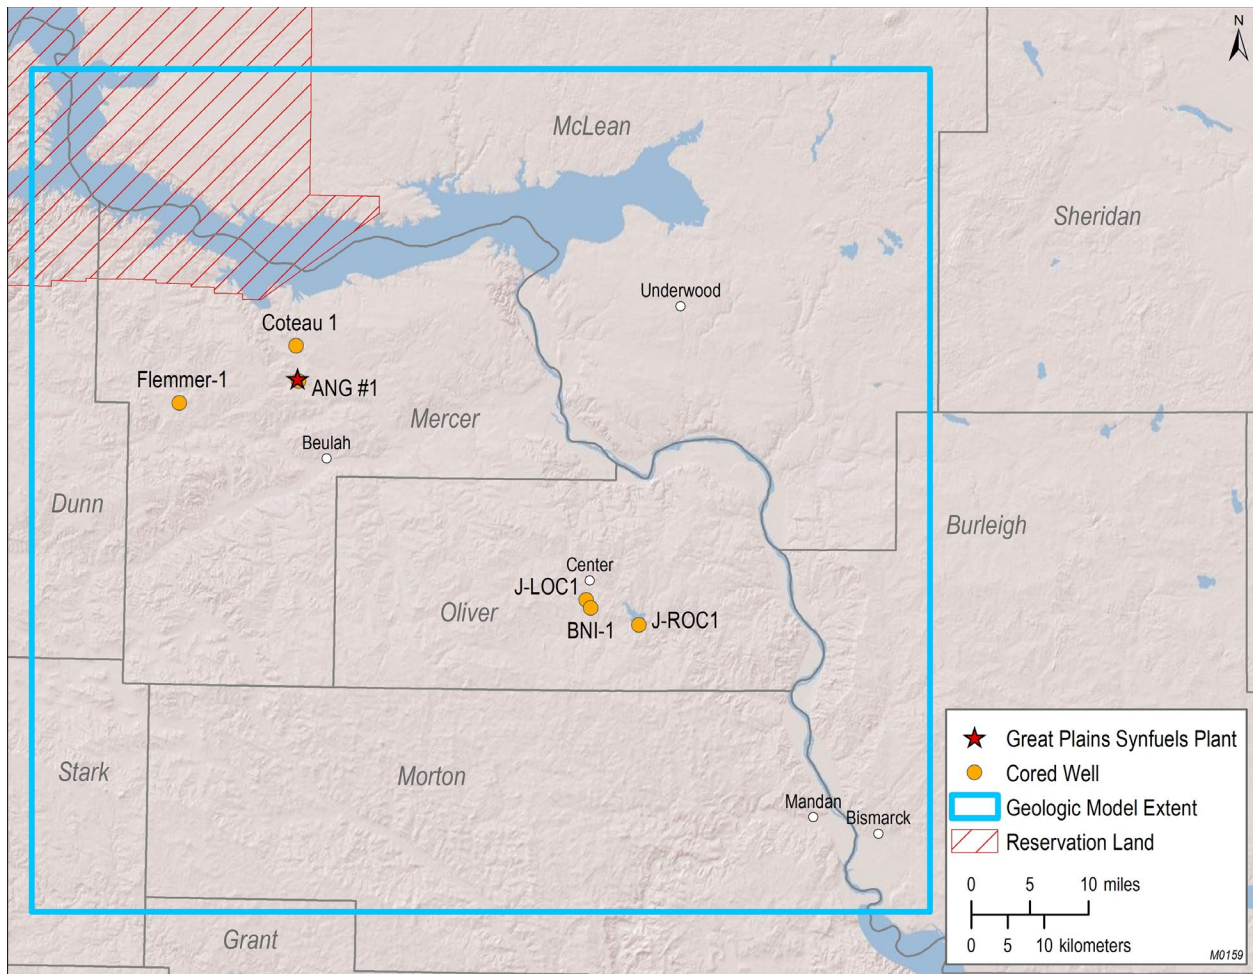 N
McLean
Sheridan
Underwood
Coteau 1
Flemmer-1
ANG #1
Mercer
Beulah
Dunn
Burleigh
Center
J-LOC1
Oliver
BNI-1
J-ROC1
Stark
Morton
Mandan
Bismarck
Grant
Great Plains Synfuels Plant
Cored Well
Geologic Model Extent
Reservation Land
0 5 10 miles
0 5 10 kilometers
M0159